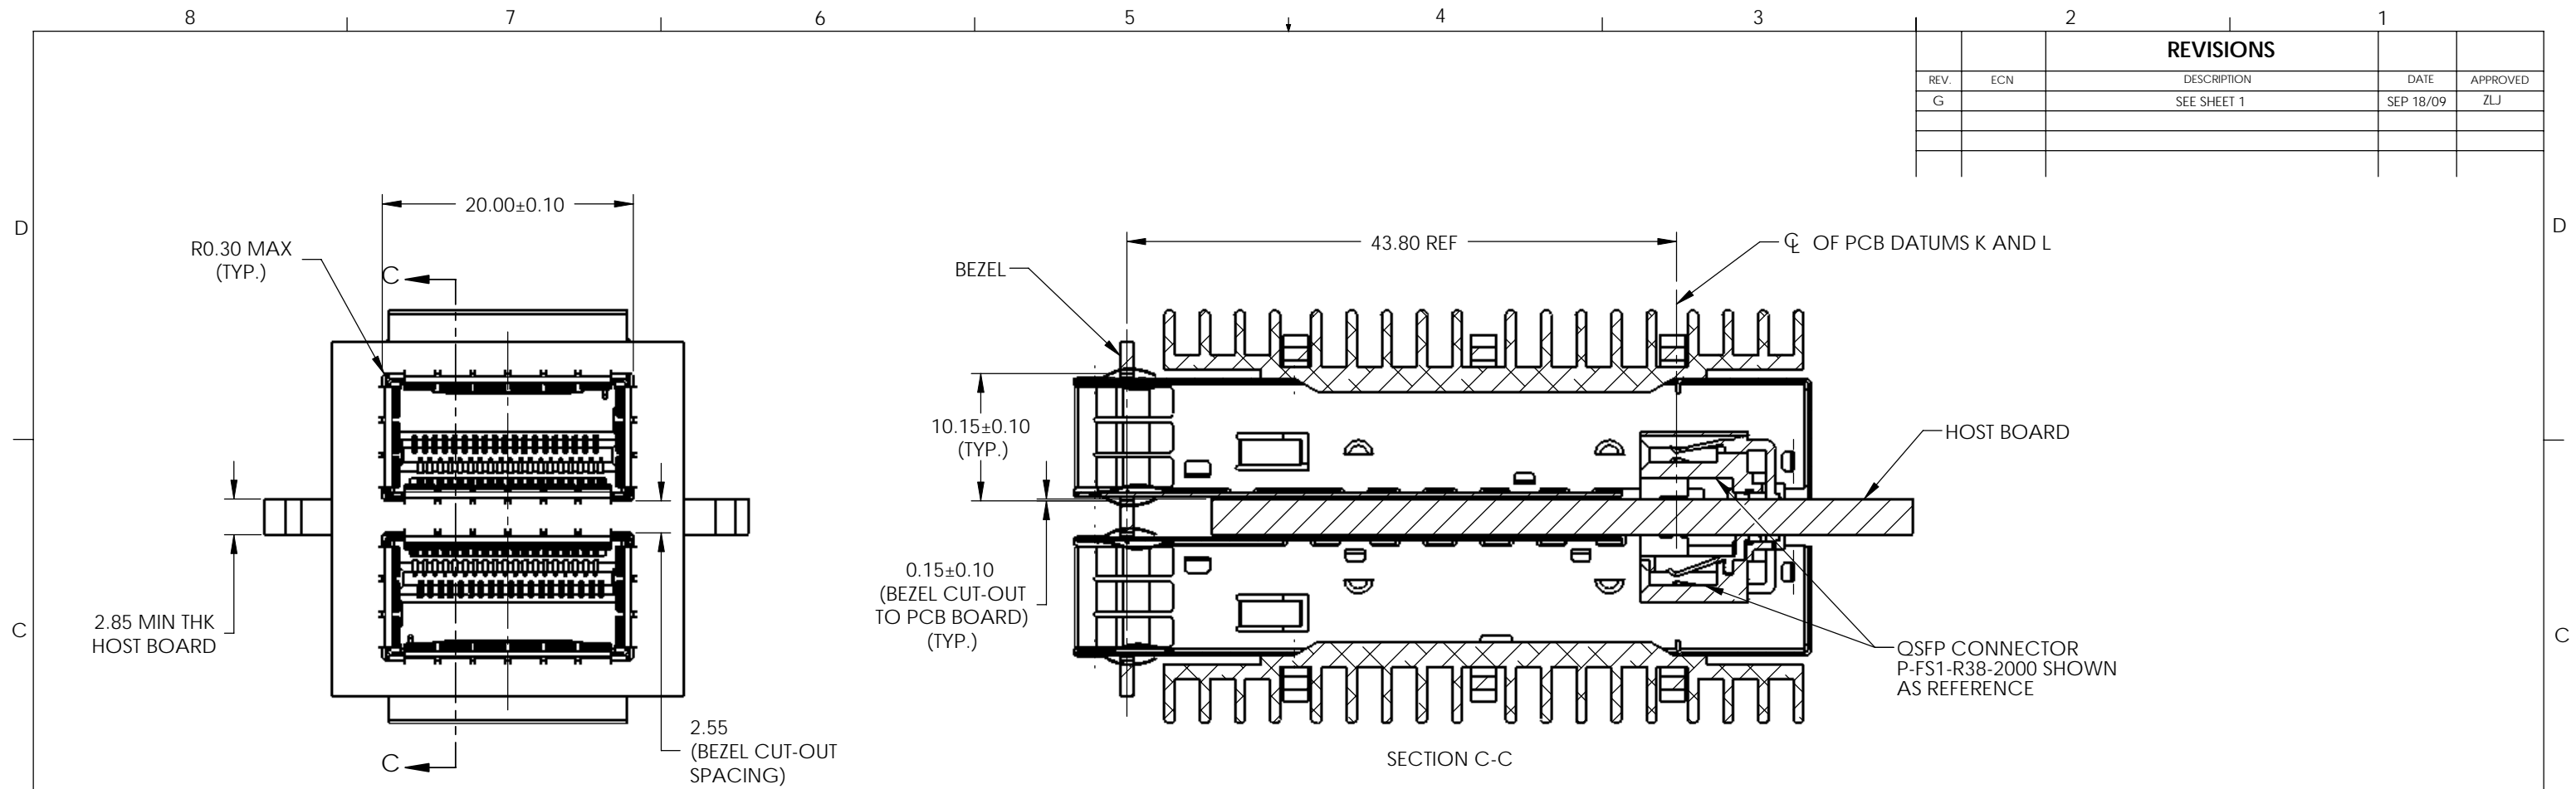 8 7 6 5 4 3 2 1
REVISIONS
REV. ECN DESCRIPTION DATE APPROVED
G SEE SHEET 1 SEP 18/09 ZLJ
D
D
20.00±0.10
R0.30 MAX
(TYP.)
C
43.80 REF
℄ OF PCB DATUMS K AND L
BEZEL
10.15±0.10
(TYP.)
HOST BOARD
0.15±0.10
(BEZEL CUT-OUT
TO PCB BOARD)
(TYP.)
2.85 MIN THK
HOST BOARD
C
C
QSFP CONNECTOR
P-FS1-R38-2000 SHOWN
AS REFERENCE
2.55
(BEZEL CUT-OUT
SPACING)
C
SECTION C-C